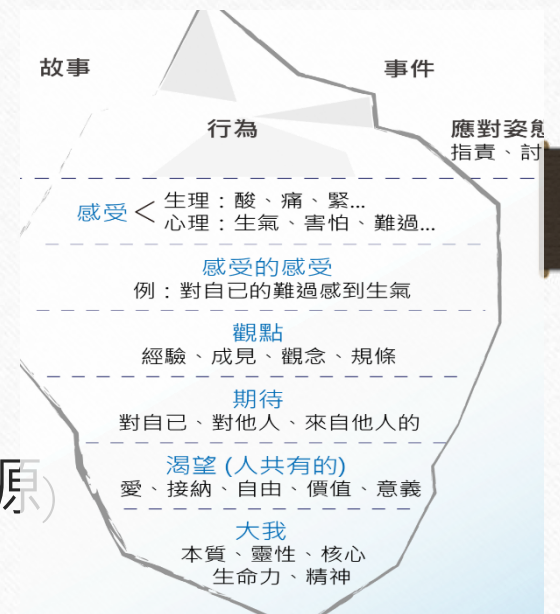 故事
事件
行為
應對姿態
指責、討
感受 < 生理：酸、痛、緊...
心理：生氣、害怕、難過...
感受的感受
例：對自已的難過感到生氣
觀點
經驗、成見、觀念、規條
期待
對自已、對他人、來自他人的
渴望 (人共有的)
愛、接納、自由、價值、意義
源)
大我
本質、靈性、核心
生命力、精神